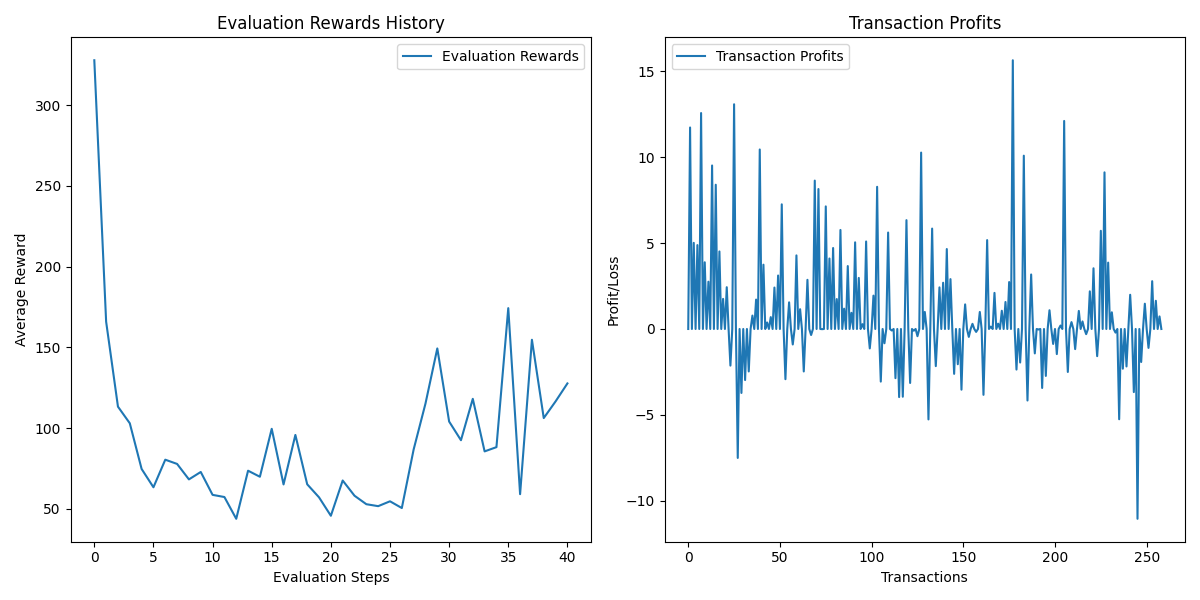 Evaluation Rewards History
Evaluation Rewards
Average Reward
300
250
200
150
100
50
0 5 10 15 20 25 30 35 40
Evaluation Steps
Transaction Profits
Transaction Profits
Profit/Loss
15
10
5
0
−5
−10
0 50 100 150 200 250
Transactions